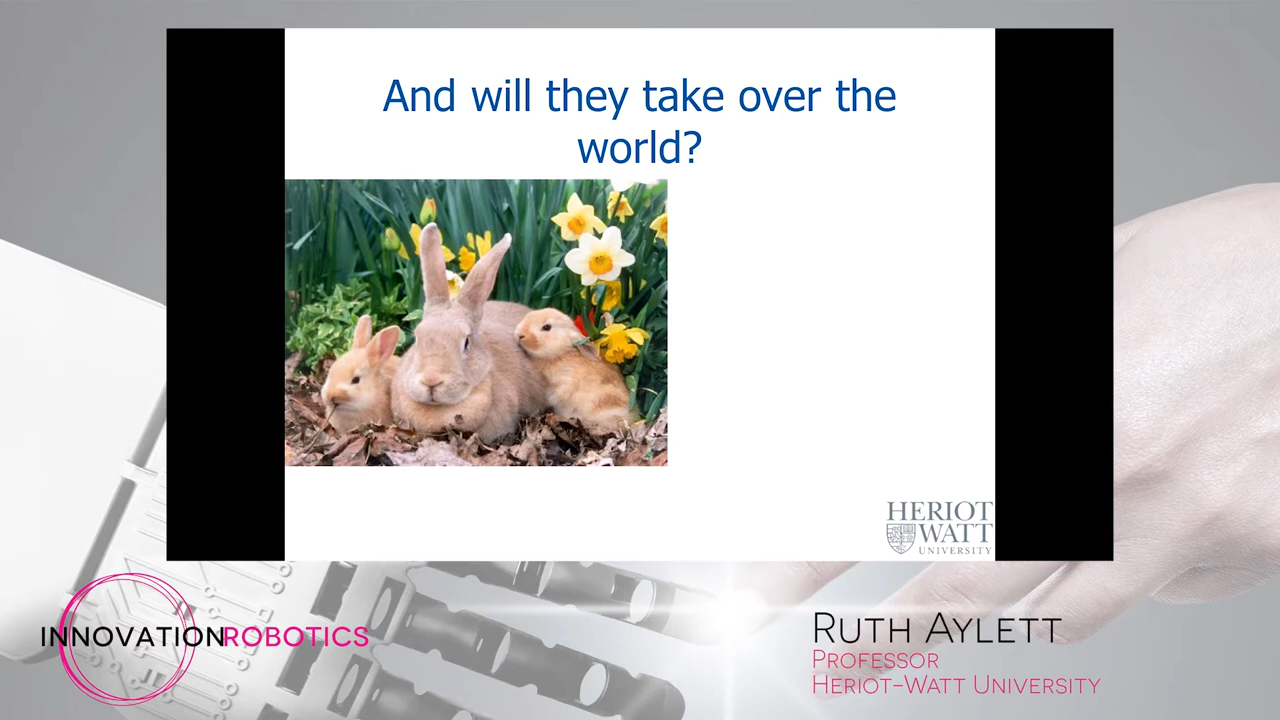 And will they take over the
world?
HERIOT
WATT
UNIVERSITY
INNOVATIONROBOTICS
RUTH AYLETT
PROFESSOR
HERIOT-WATT UNIVERSITY